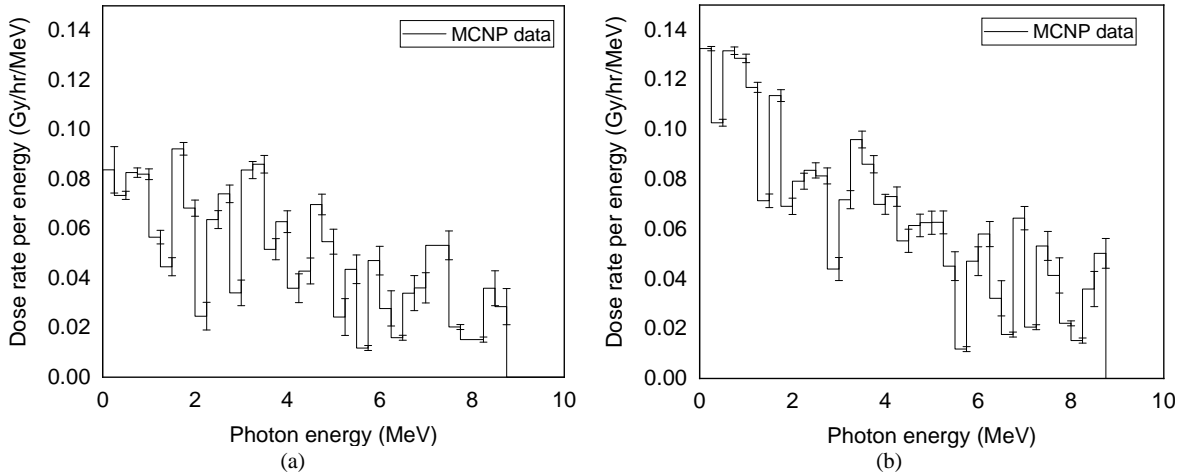 0.14
0.12
0.10
0.08
0.06
0.04
0.02
0.00
Dose rate per energy (Gy/hr/MeV)
MCNP data
0 2 4 6 8 10
Photon energy (MeV)
(a)
0.14
0.12
0.10
0.08
0.06
0.04
0.02
0.00
Dose rate per energy (Gy/hr/MeV)
MCNP data
0 2 4 6 8 10
Photon energy (MeV)
(b)